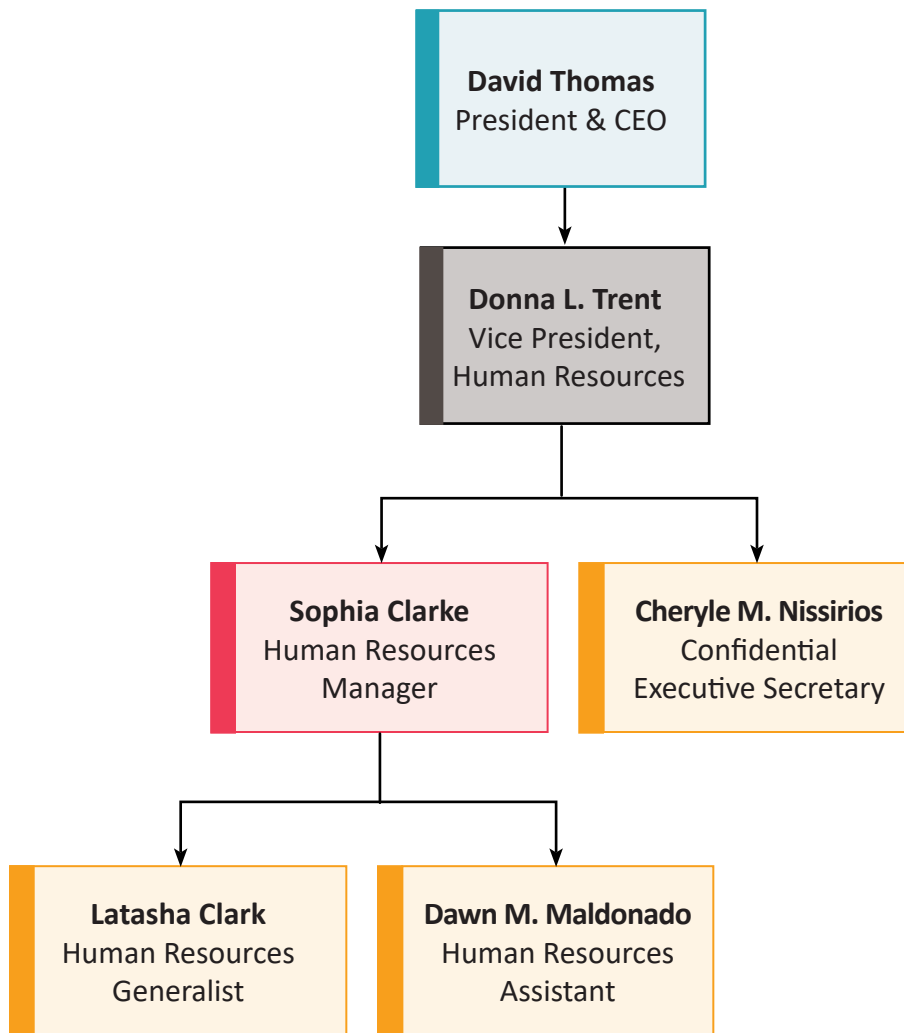 David Thomas
President & CEO
Donna L. Trent
Vice President,
Human Resources
Sophia Clarke
Human Resources
Manager
Cheryle M. Nissirios
Confidential
Executive Secretary
Latasha Clark
Human Resources
Generalist
Dawn M. Maldonado
Human Resources
Assistant